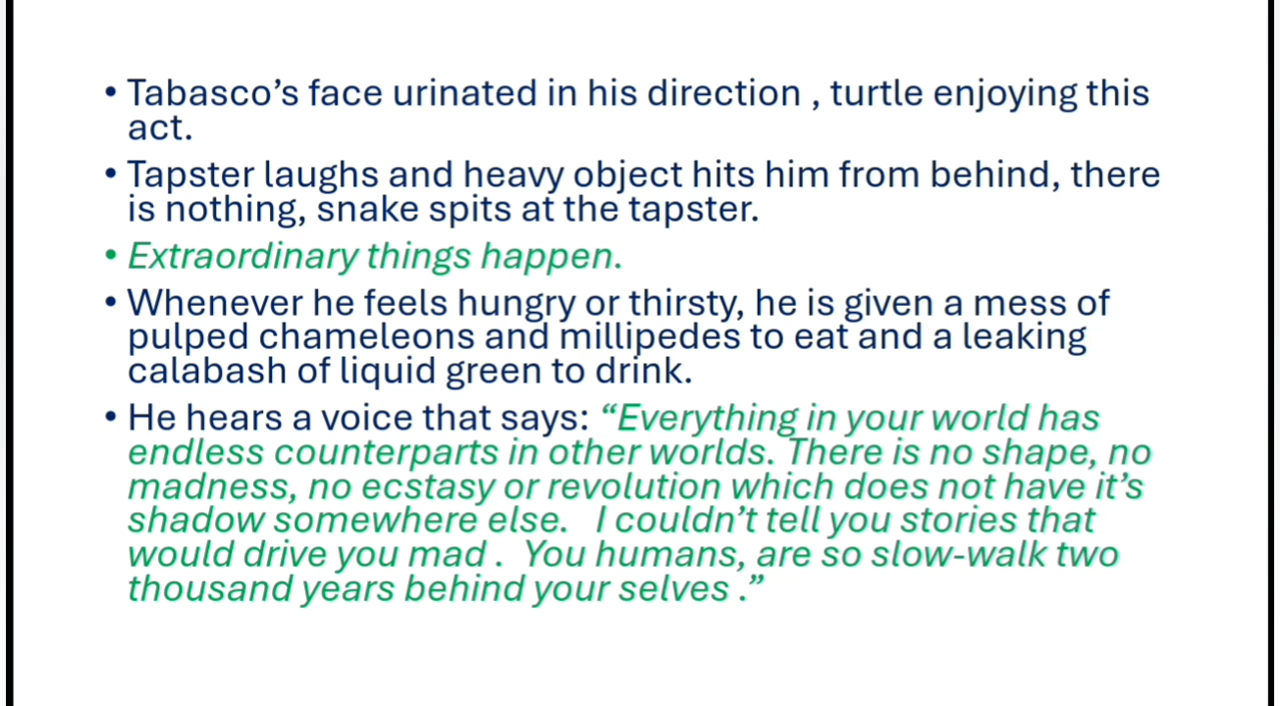 • Tabasco’s face urinated in his direction , turtle enjoying this
act.
• Tapster laughs and heavy object hits him from behind, there
is nothing, snake spits at the tapster.
• Extraordinary things happen.
• Whenever he feels hungry or thirsty, he is given a mess of
pulped chameleons and millipedes to eat and a leaking
calabash of liquid green to drink.
• He hears a voice that says: “Everything in your world has
endless counterparts in other worlds. There is no shape, no
madness, no ecstasy or revolution which does not have it’s
shadow somewhere else.   I couldn’t tell you stories that
would drive you mad .  You humans, are so slow-walk two
thousand years behind your selves .”